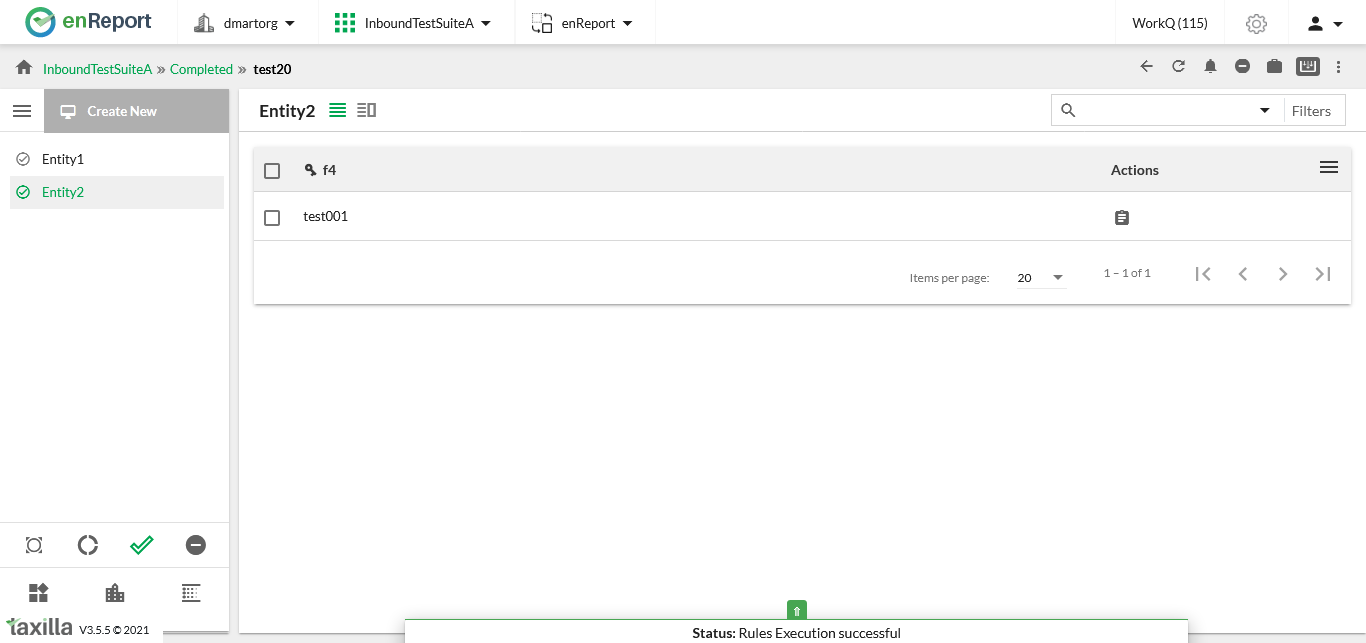 enReport dmartorg InboundTestSuiteA enReport WorkQ (115)
InboundTestSuiteA » Completed » test20
Create New
Entity2
Filters
Entity1
Entity2
f4 Actions
test001
Items per page: 20 1 – 1 of 1
taxilla V3.5.5 © 2021
Status: Rules Execution successful